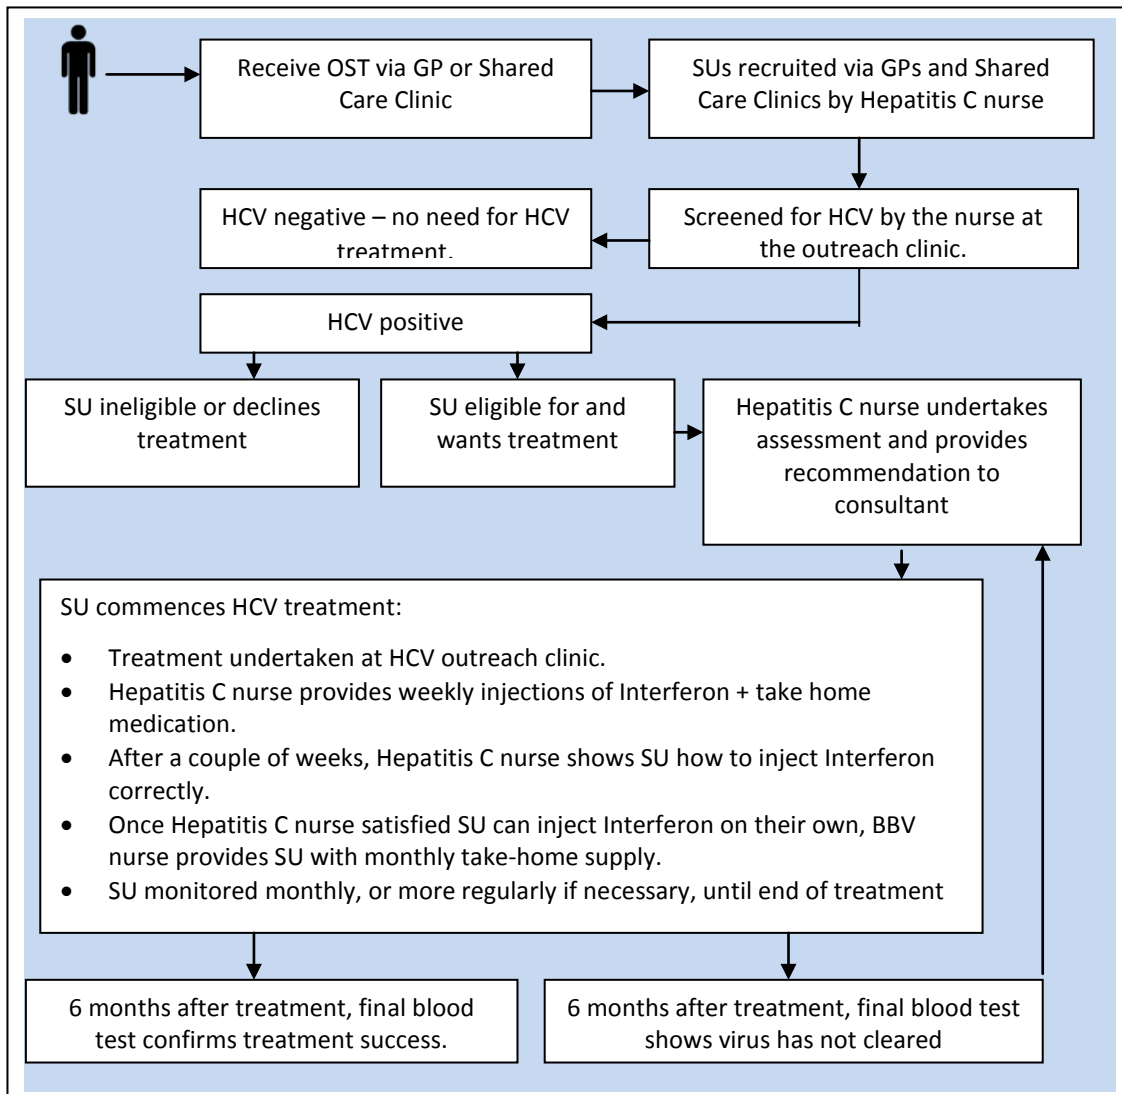 Receive OST via GP or Shared
Care Clinic
SUs recruited via GPs and Shared
Care Clinics by Hepatitis C nurse
HCV negative – no need for HCV
treatment.
Screened for HCV by the nurse at
the outreach clinic.
HCV positive
SU ineligible or declines
treatment
SU eligible for and
wants treatment
Hepatitis C nurse undertakes
assessment and provides
recommendation to
consultant
SU commences HCV treatment:
• Treatment undertaken at HCV outreach clinic.
• Hepatitis C nurse provides weekly injections of Interferon + take home
medication.
• After a couple of weeks, Hepatitis C nurse shows SU how to inject Interferon
correctly.
• Once Hepatitis C nurse satisfied SU can inject Interferon on their own, BBV
nurse provides SU with monthly take-home supply.
• SU monitored monthly, or more regularly if necessary, until end of treatment
6 months after treatment, final blood
test confirms treatment success.
6 months after treatment, final blood test
shows virus has not cleared